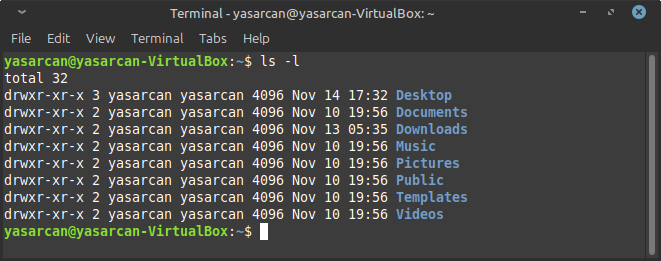 Terminal - yasarcan@yasarcan-VirtualBox: ~
File Edit View Terminal Tabs Help
yasarcan@yasarcan-VirtualBox:~$ ls -l
total 32
drwxr-xr-x 3 yasarcan yasarcan 4096 Nov 14 17:32 Desktop
drwxr-xr-x 2 yasarcan yasarcan 4096 Nov 10 19:56 Documents
drwxr-xr-x 2 yasarcan yasarcan 4096 Nov 13 05:35 Downloads
drwxr-xr-x 2 yasarcan yasarcan 4096 Nov 10 19:56 Music
drwxr-xr-x 2 yasarcan yasarcan 4096 Nov 10 19:56 Pictures
drwxr-xr-x 2 yasarcan yasarcan 4096 Nov 10 19:56 Public
drwxr-xr-x 2 yasarcan yasarcan 4096 Nov 10 19:56 Templates
drwxr-xr-x 2 yasarcan yasarcan 4096 Nov 10 19:56 Videos
yasarcan@yasarcan-VirtualBox:~$